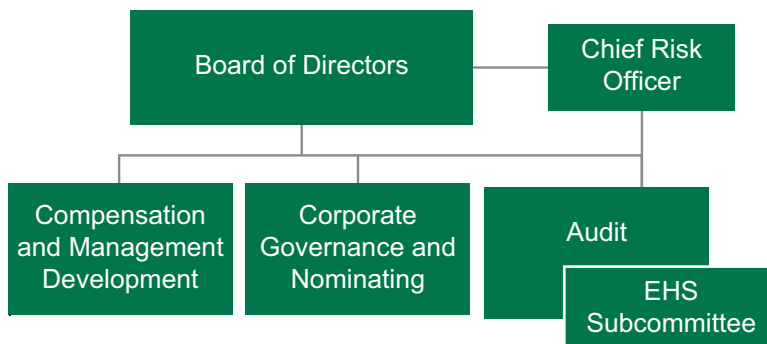 Board of Directors
Chief Risk
Officer
Compensation
and Management
Development
Corporate
Governance and
Nominating
Audit
EHS
Subcommittee